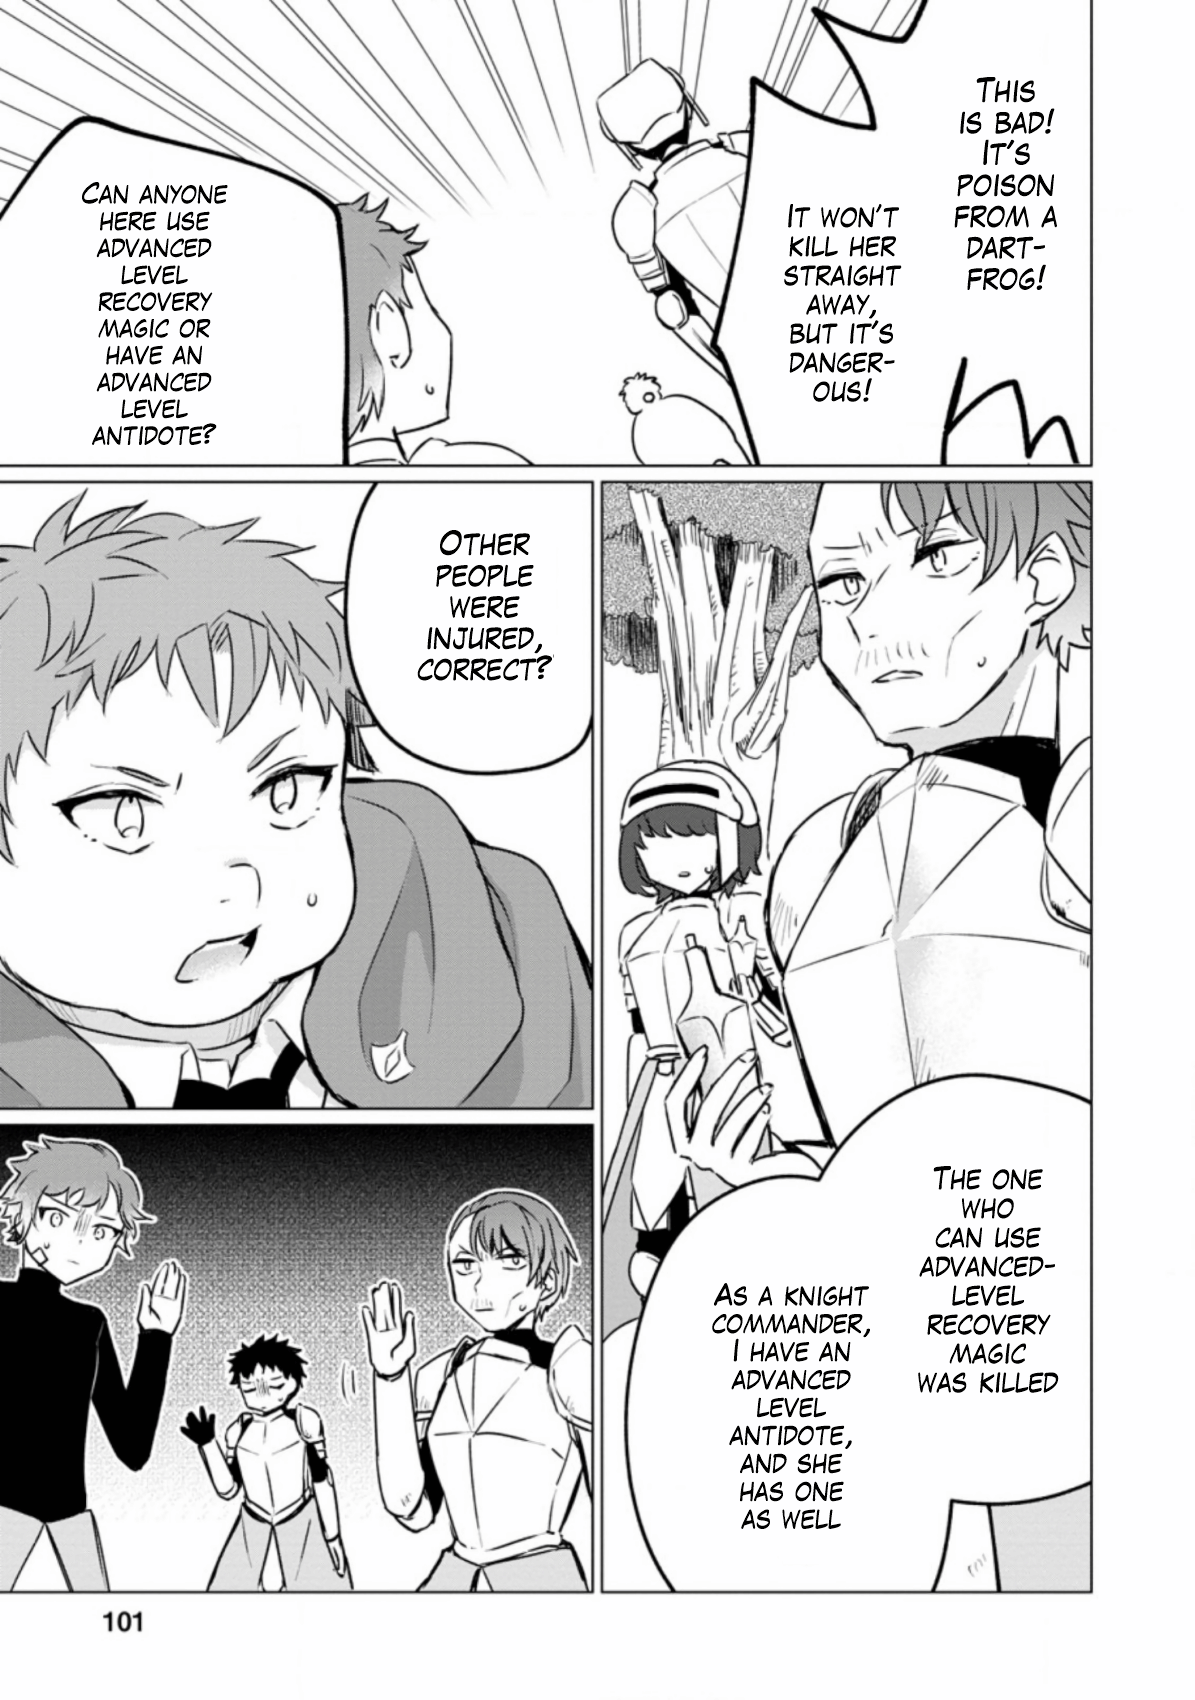 THIS
IS BAD!
IT'S
POISON
FROM A
DART-
FROG!
IT WON'T
KILL HER
STRAIGHT
AWAY,
BUT IT'S
DANGER-
OUS!
CAN ANYONE
HERE USE
ADVANCED
LEVEL
RECOVERY
MAGIC OR
HAVE AN
ADVANCED
LEVEL
ANTIDOTE?
THE ONE
WHO
CAN USE
ADVANCED-
LEVEL
RECOVERY
MAGIC
WAS KILLED
AS A KNIGHT
COMMANDER,
I HAVE AN
ADVANCED
LEVEL
ANTIDOTE,
AND SHE
HAS ONE
AS WELL
OTHER
PEOPLE
WERE
INJURED,
CORRECT?
101